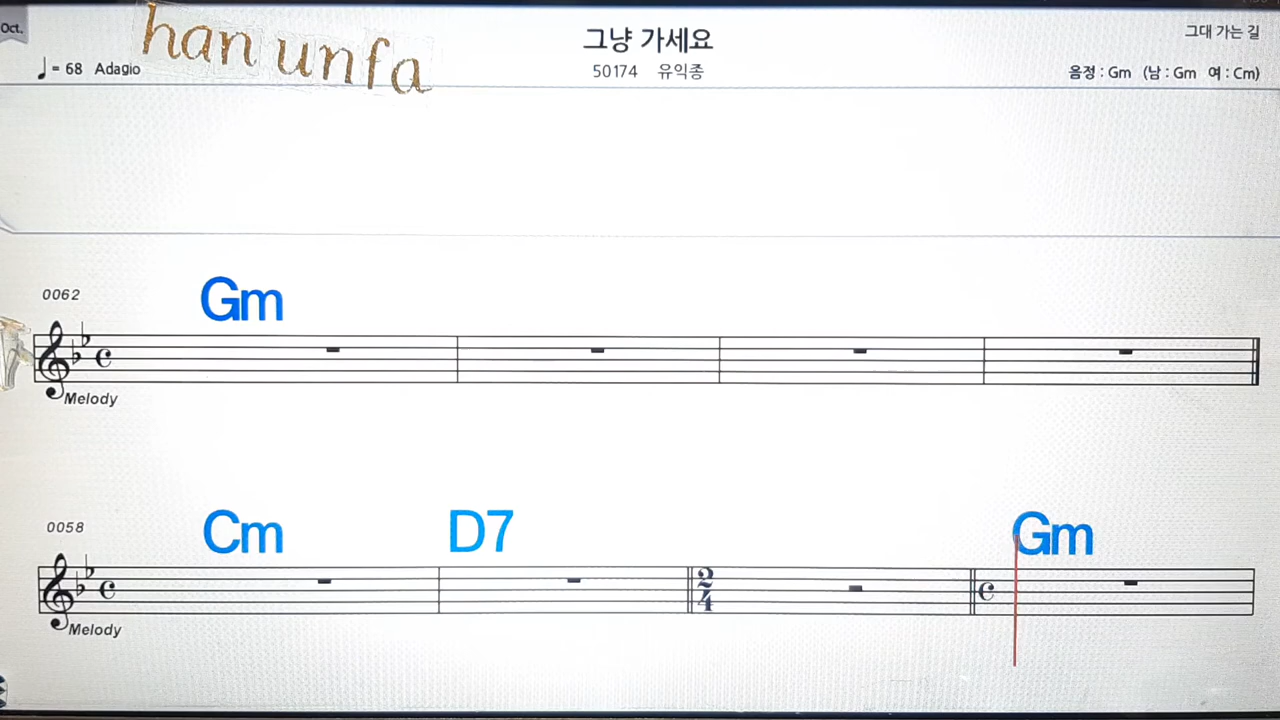 Oct.
han unfa
그냥 가세요
그대 가는 길
♩ = 68 Adagio
50174 유익종
음정 : Gm (남 : Gm 여 : Cm)
Gm
0062
Melody
Cm D7 Gm
0058
2
4
Melody